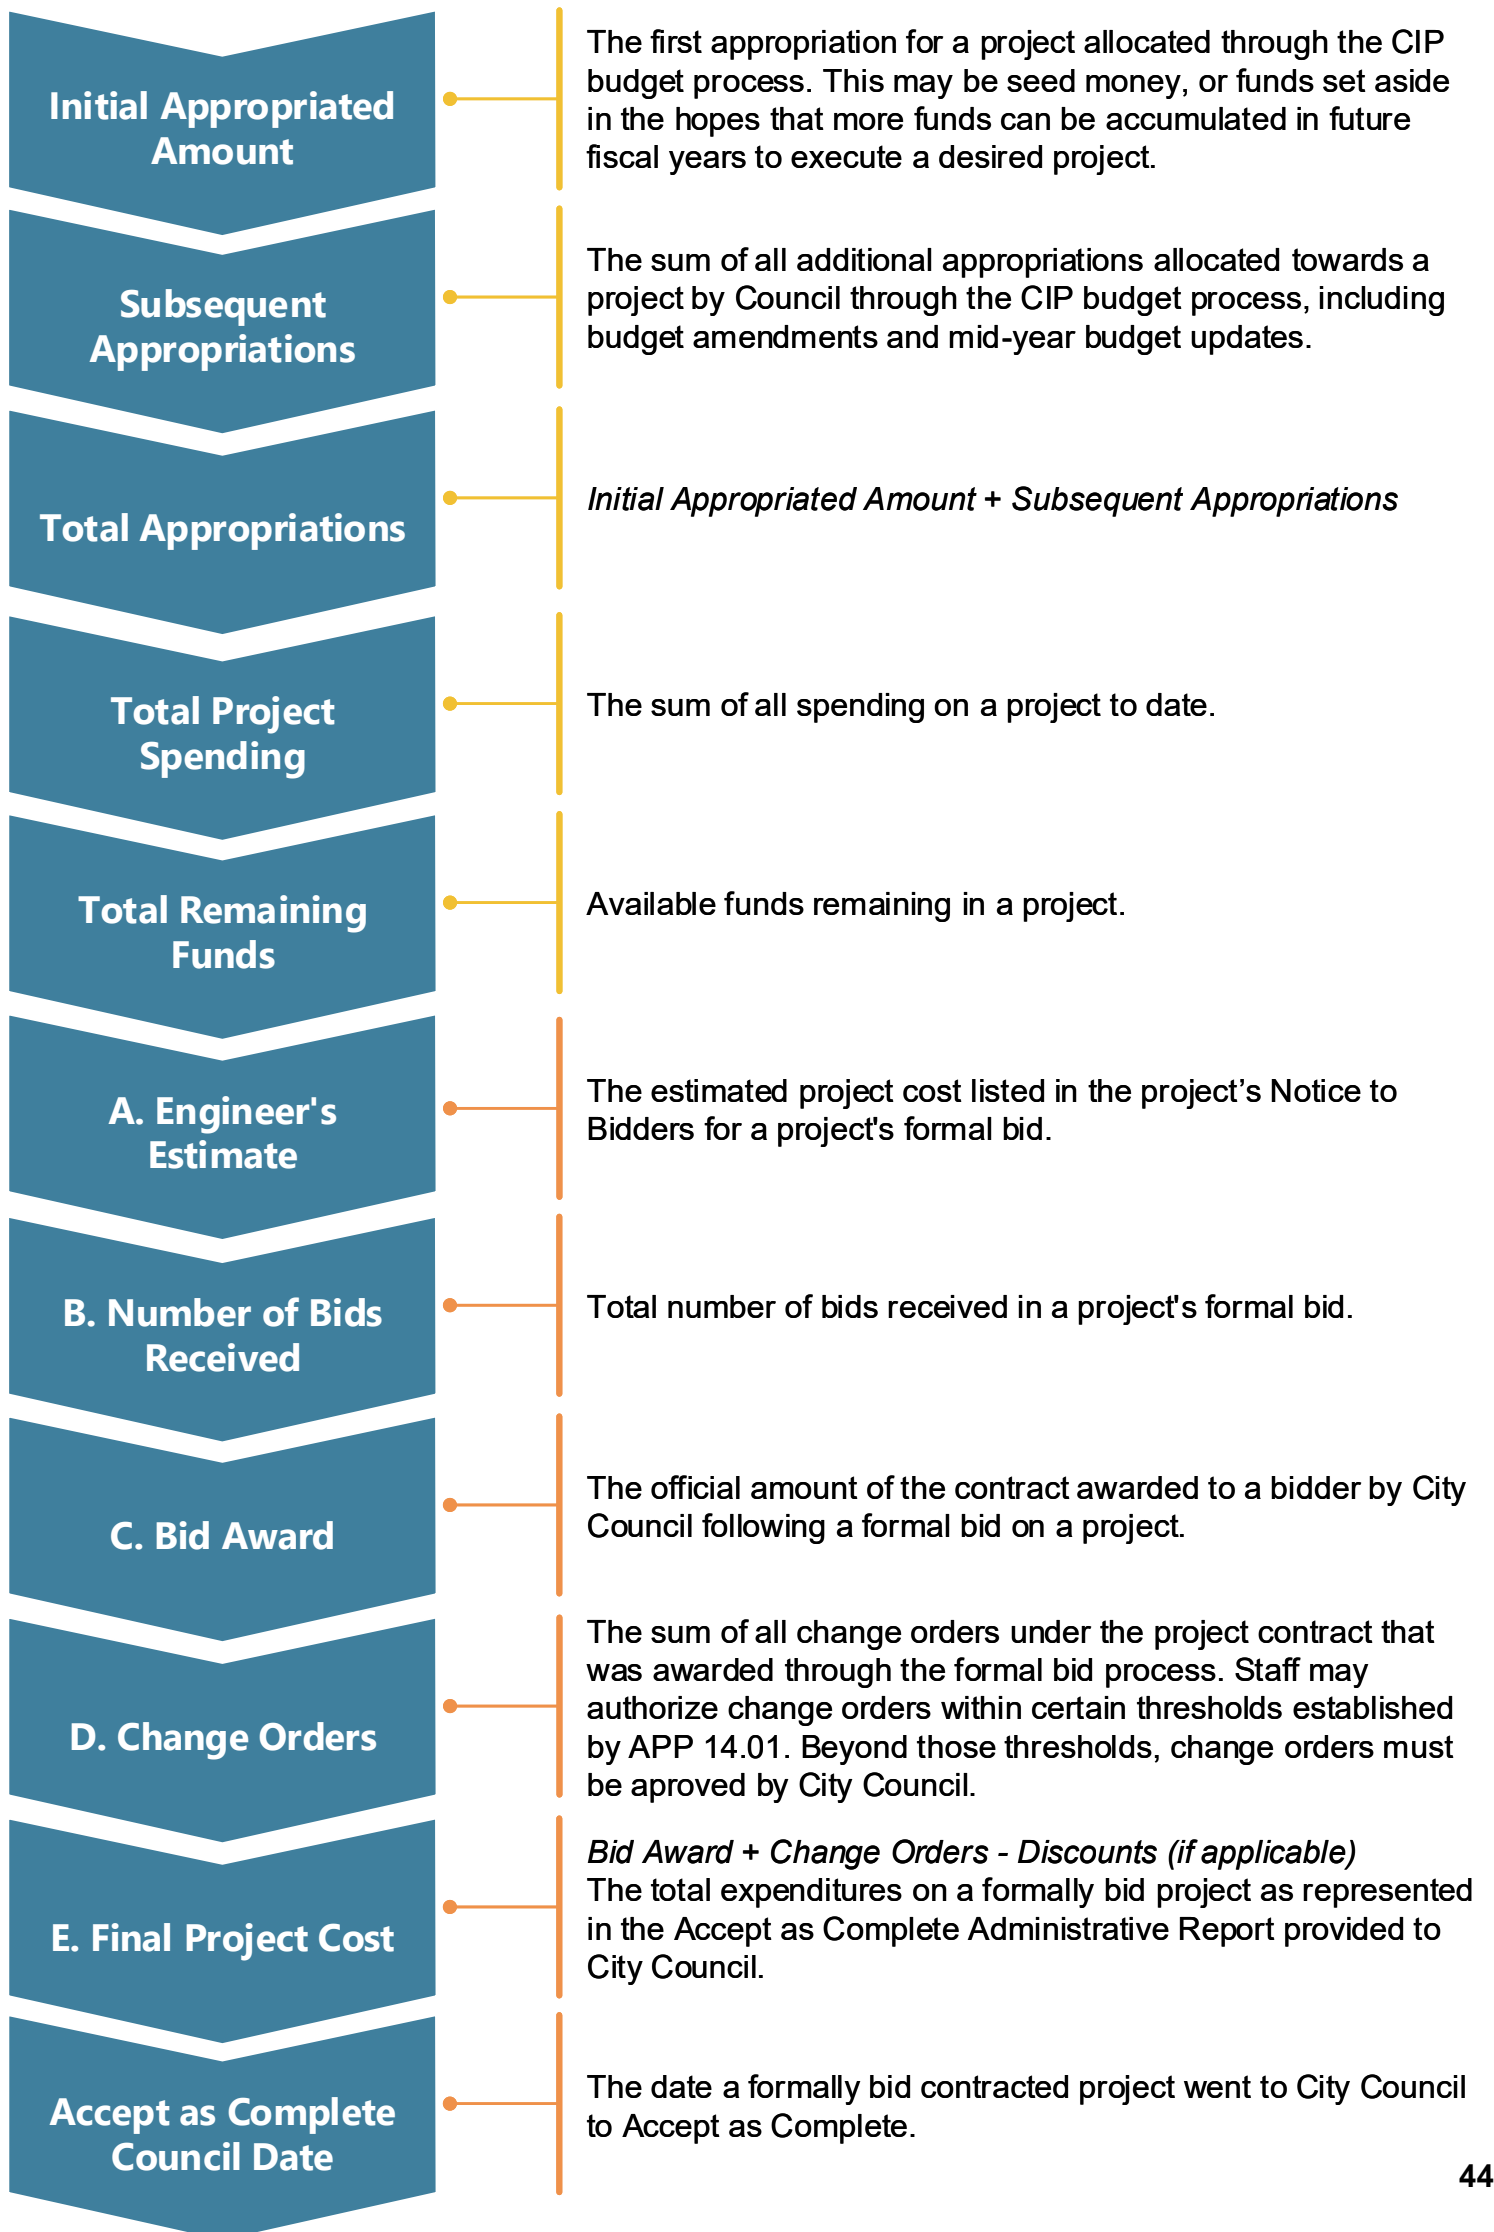 Initial Appropriated
Amount
The first appropriation for a project allocated through the CIP
budget process. This may be seed money, or funds set aside
in the hopes that more funds can be accumulated in future
fiscal years to execute a desired project.
Subsequent
Appropriations
The sum of all additional appropriations allocated towards a
project by Council through the CIP budget process, including
budget amendments and mid-year budget updates.
Total Appropriations
Initial Appropriated Amount + Subsequent Appropriations
Total Project
Spending
The sum of all spending on a project to date.
Total Remaining
Funds
Available funds remaining in a project.
A. Engineer's
Estimate
The estimated project cost listed in the project’s Notice to
Bidders for a project's formal bid.
B. Number of Bids
Received
Total number of bids received in a project's formal bid.
C. Bid Award
The official amount of the contract awarded to a bidder by City
Council following a formal bid on a project.
D. Change Orders
The sum of all change orders under the project contract that
was awarded through the formal bid process. Staff may
authorize change orders within certain thresholds established
by APP 14.01. Beyond those thresholds, change orders must
be aproved by City Council.
E. Final Project Cost
Bid Award + Change Orders - Discounts (if applicable)
The total expenditures on a formally bid project as represented
in the Accept as Complete Administrative Report provided to
City Council.
Accept as Complete
Council Date
The date a formally bid contracted project went to City Council
to Accept as Complete.
44